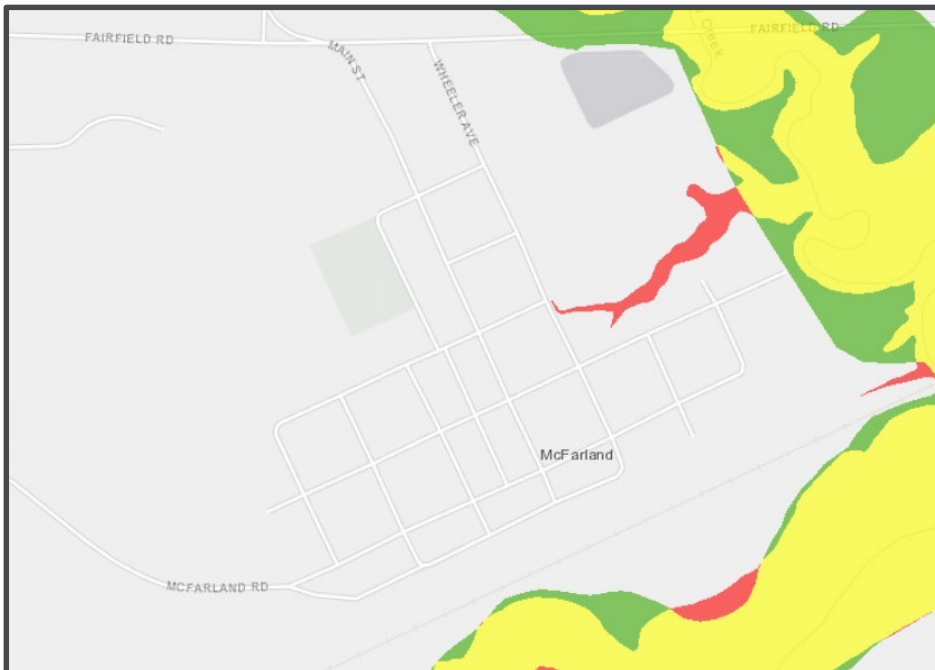 FAIRFIELD RD
FAIRFIELD RD
MAIN ST
Creek
WHEELER AVE
McFarland
MCFARLAND RD